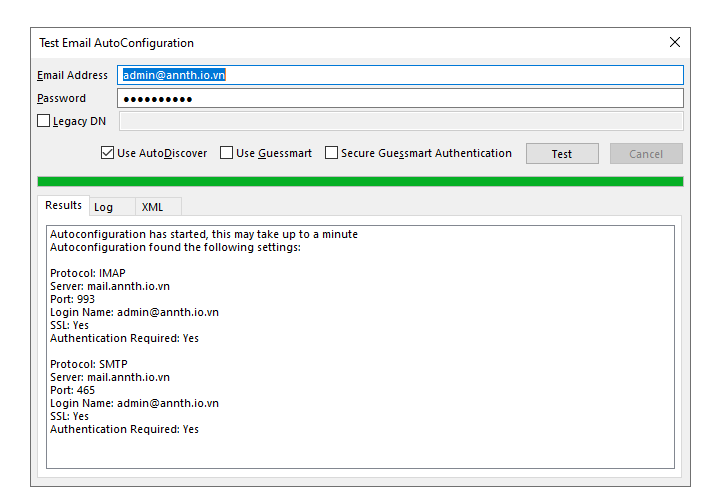 Test Email AutoConfiguration
Email Address admin@annth.io.vn
Password ●●●●●●●●●●
Legacy DN
Use AutoDiscover Use Guessmart Secure Guessmart Authentication Test Cancel
Results Log XML
Autoconfiguration has started, this may take up to a minute
Autoconfiguration found the following settings:
Protocol: IMAP
Server: mail.annth.io.vn
Port: 993
Login Name: admin@annth.io.vn
SSL: Yes
Authentication Required: Yes
Protocol: SMTP
Server: mail.annth.io.vn
Port: 465
Login Name: admin@annth.io.vn
SSL: Yes
Authentication Required: Yes